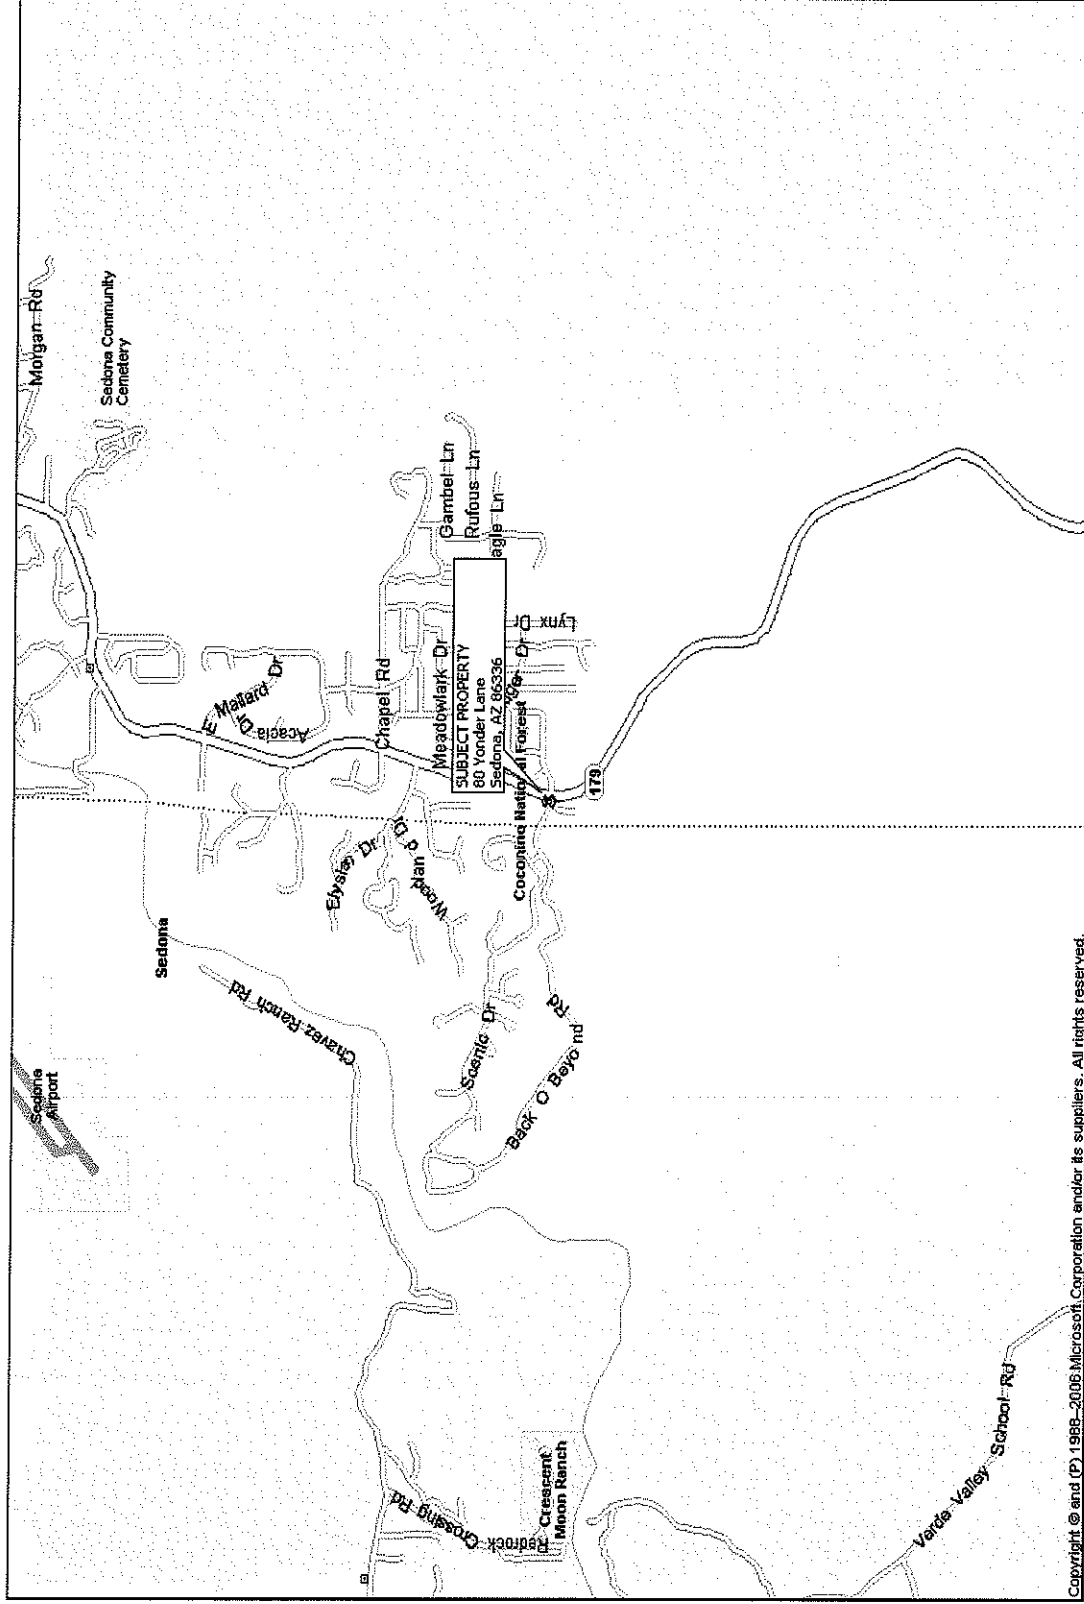 Morgan Rd
Sedona Community
Cemetery
Sedona
Airport
Sedona
E Mallard Dr
Acacia Dr
Chavez Ranch Rd
Chapel Rd
Elysian Dr
Meadowlark Dr
Gambel Ln
Rufous Ln
agle Ln
SUBJECT PROPERTY
80 Yonder Lane
Sedona, AZ 86336
Lynx Dr
Coconino National Forest
179
Scenic Dr
Back O Beyond Rd
Redrock Crossing Rd
Crescent
Moon Ranch
Verde Valley School Rd
Copyright © and (P) 1988–2006 Microsoft Corporation and/or its suppliers. All rights reserved.